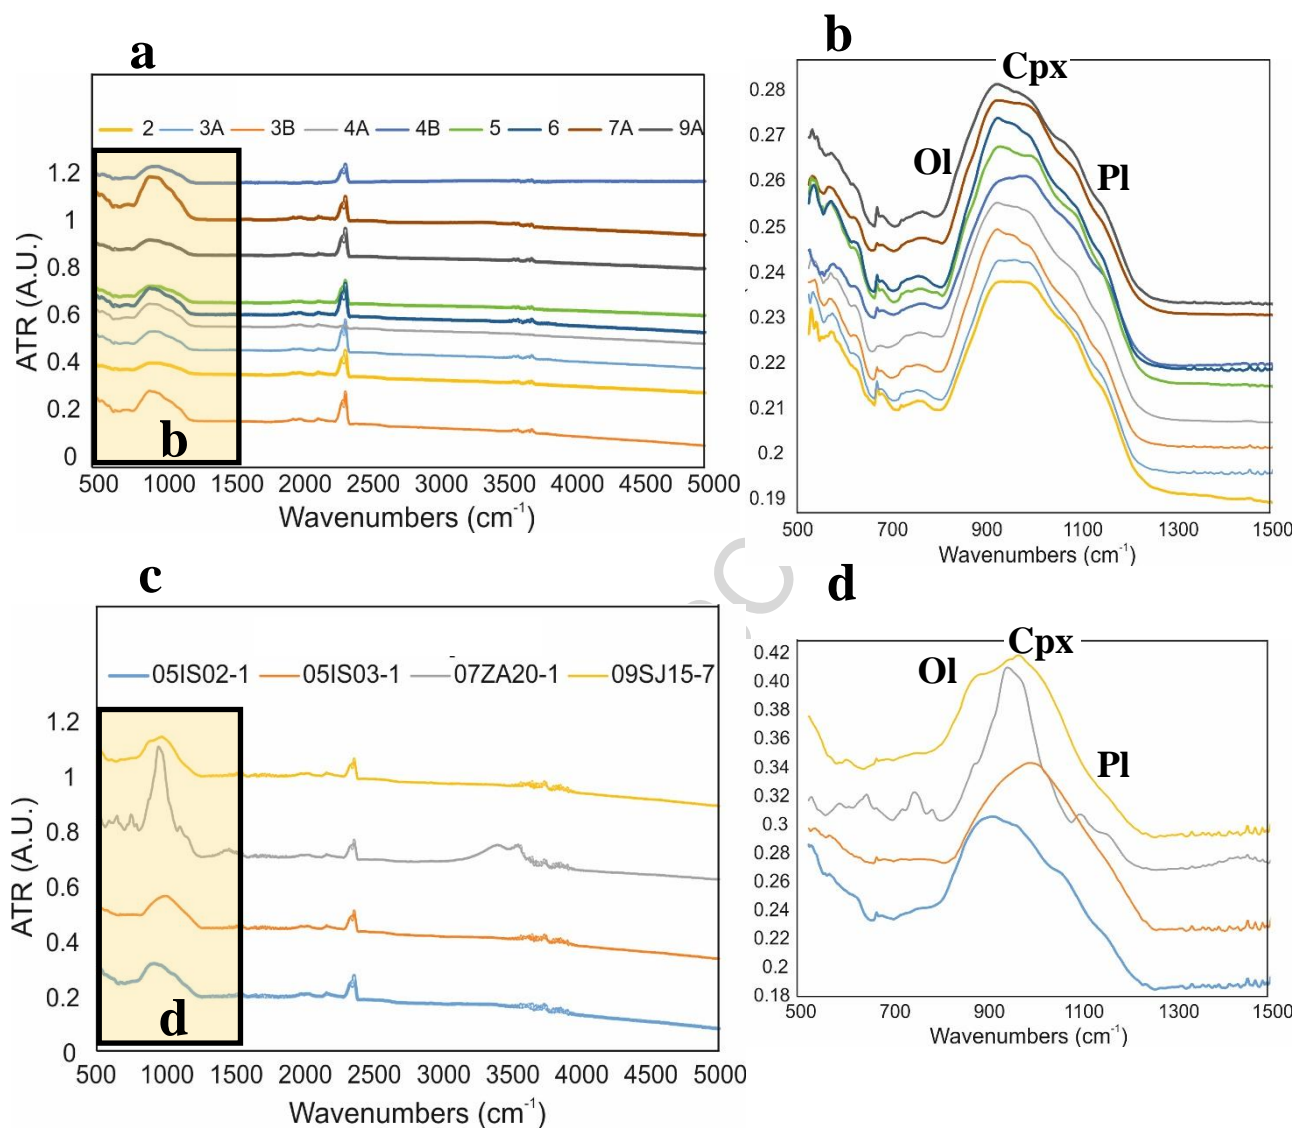 a
2 3A 3B 4A 4B 5 6 7A 9A
1.2
1
0.8
0.6
0.4
0.2
0
ATR (A.U.)
b
500 1000 1500 2000 2500 3000 3500 4000 4500 5000
Wavenumbers (cm-1)
b
Cpx
Ol
Pl
0.28
0.27
0.26
0.25
0.24
0.23
0.22
0.21
0.2
0.19
500 700 900 1100 1300 1500
Wavenumbers (cm-1)
c
05IS02-1 05IS03-1 07ZA20-1 09SJ15-7
1.2
1
0.8
0.6
0.4
0.2
0
ATR (A.U.)
d
500 1000 1500 2000 2500 3000 3500 4000 4500 5000
Wavenumbers (cm-1)
d
Cpx
Ol
Pl
0.42
0.40
0.38
0.36
0.34
0.32
0.3
0.28
0.26
0.24
0.22
0.2
0.18
500 700 900 1100 1300 1500
Wavenumbers (cm-1)